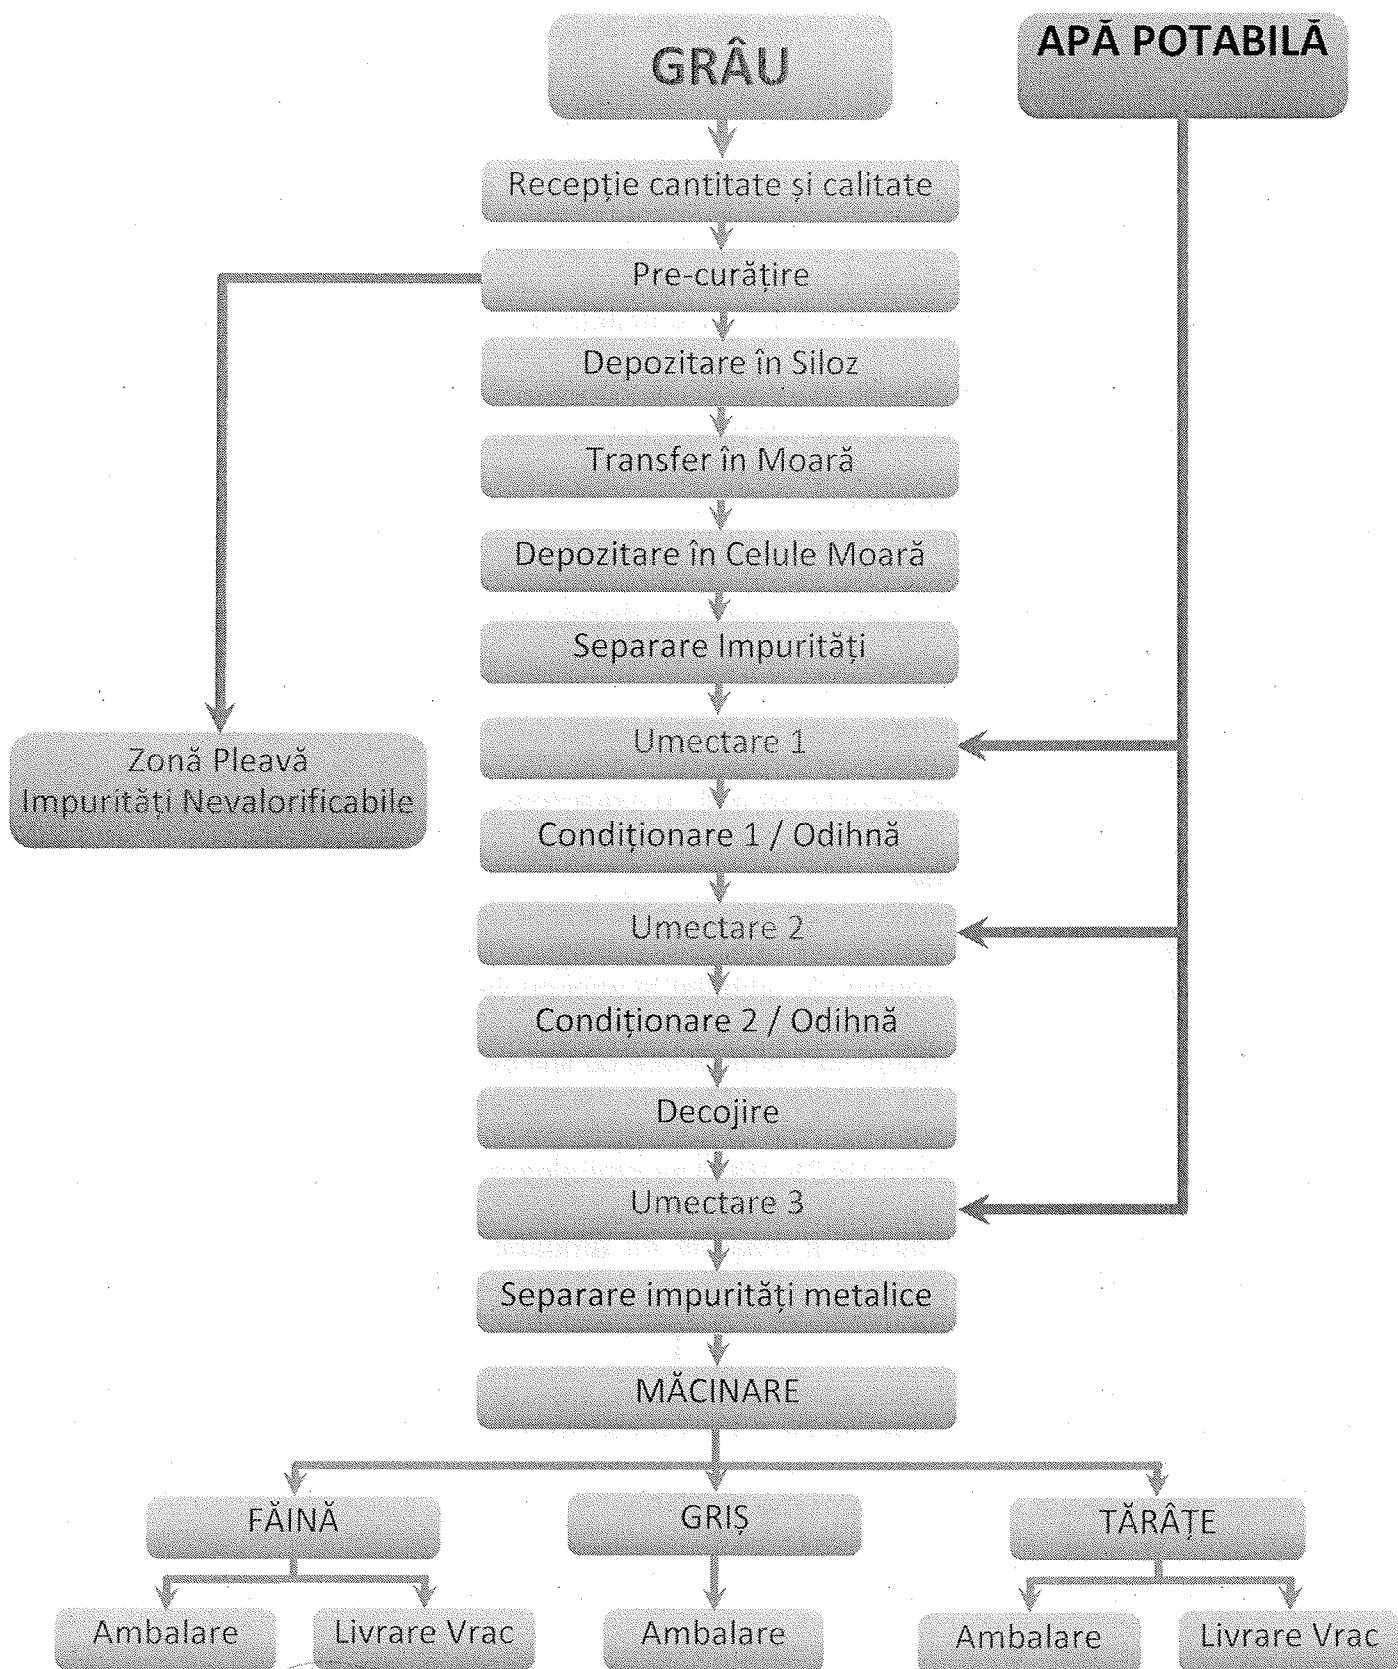 GRÂU
APĂ POTABILĂ
Recepție cantitate și calitate
Pre-curățire
Depozitare în Siloz
Transfer în Moară
Depozitare în Celule Moară
Separare Impurități
Umectare 1
Zonă Pleavă
Impurități Nevalorificabile
Condiționare 1 / Odihnă
Umectare 2
Condiționare 2 / Odihnă
Decojire
Umectare 3
Separare impurități metalice
MĂCINARE
FĂINĂ
GRIȘ
TĂRÂȚE
Ambalare
Livrare Vrac
Ambalare
Ambalare
Livrare Vrac